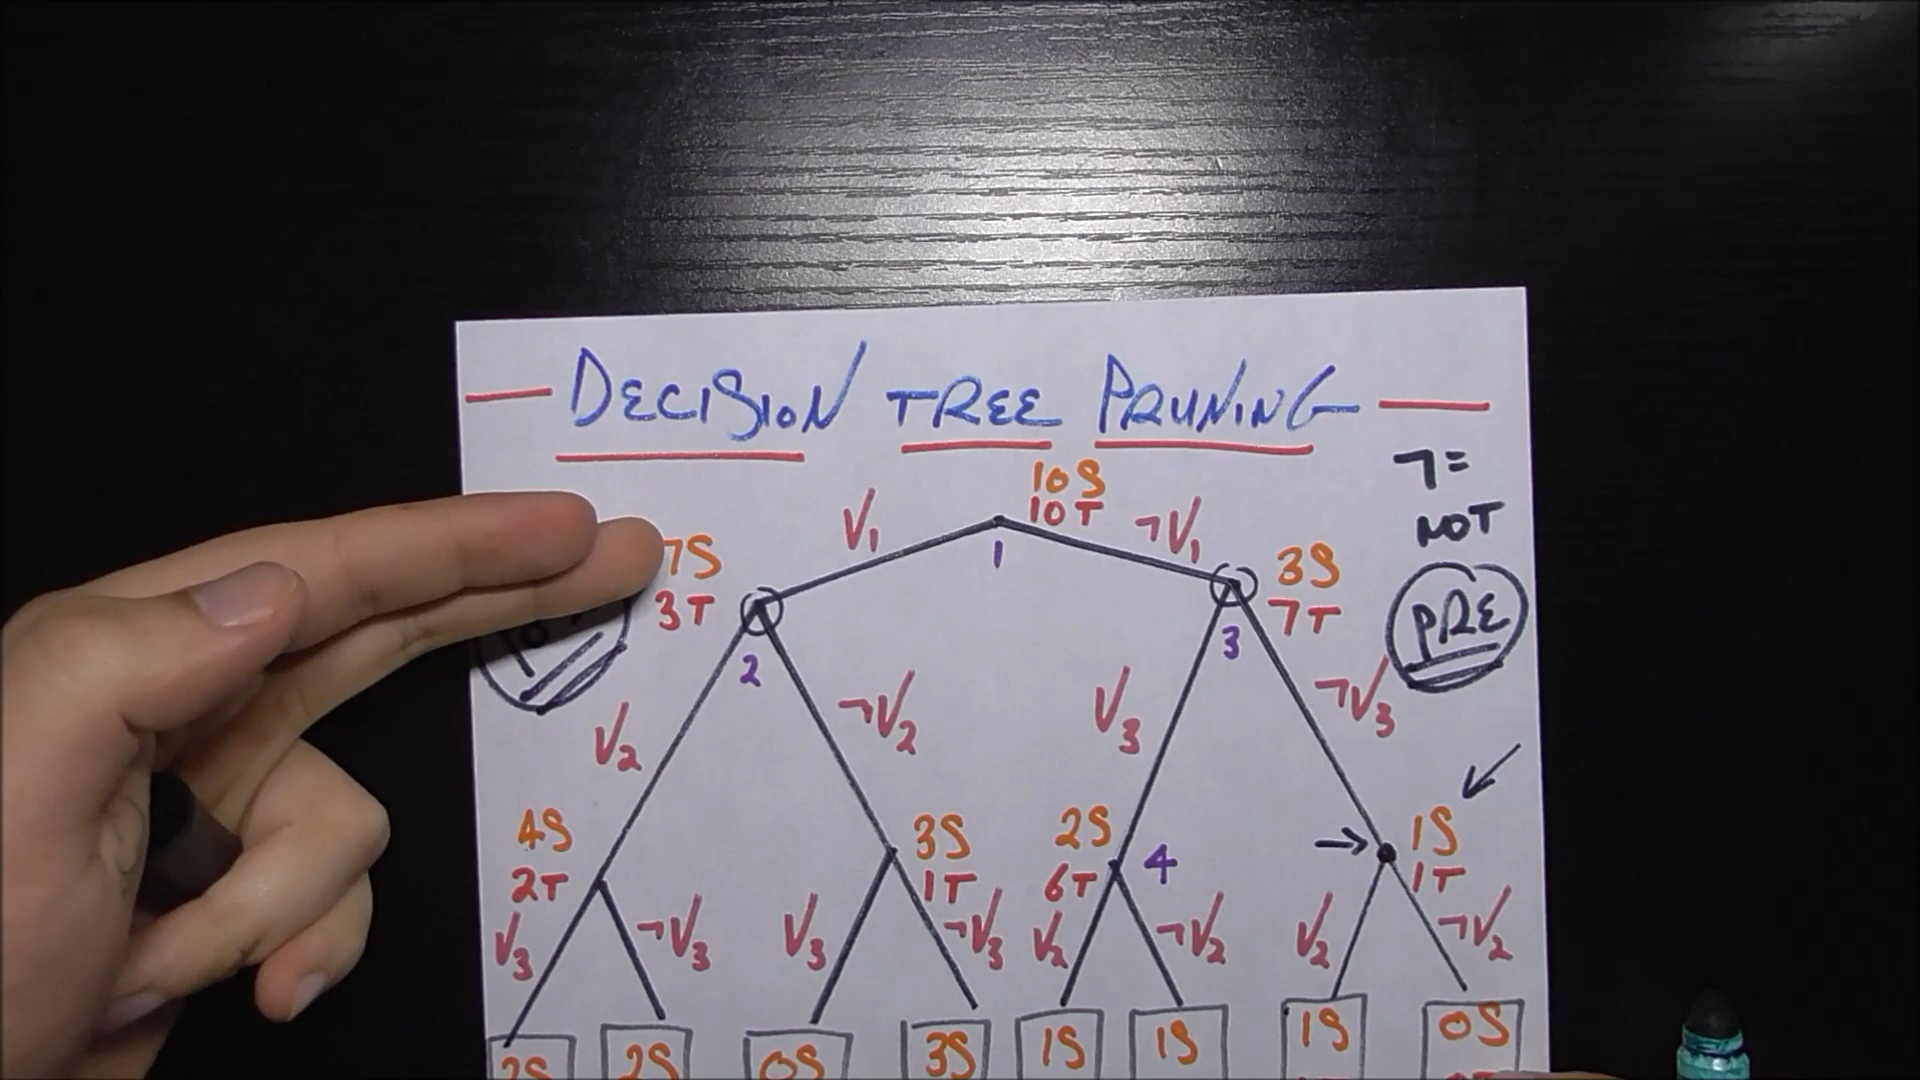 DECISION TREE PRUNING
¬ =
NOT
PRE
10S
10T
V1
¬V1
1
7S
3T
2
3S
7T
3
V2
¬V2
V3
¬V3
4S
2T
3S
1T
2S
6T
4
→
1S
1T
V3
¬V3
V3
¬V3
V2
¬V2
V2
¬V2
2S
0S
3S
1S
1S
1S
0S